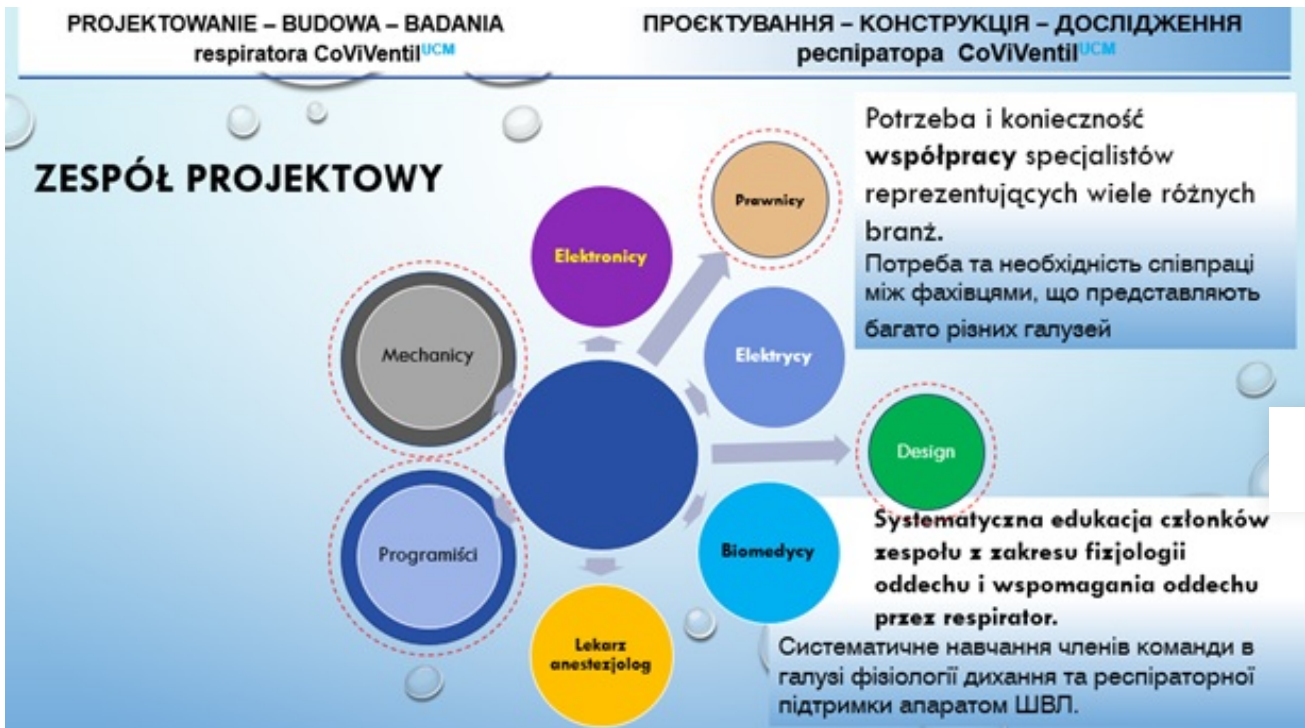 PROJEKTOWANIE – BUDOWA – BADANIA
respiratora CoViVentilUCM
ПРОЄКТУВАННЯ – КОНСТРУКЦІЯ – ДОСЛІДЖЕННЯ
респіратора CoViVentilUCM
ZESPÓŁ PROJEKTOWY
Potrzeba i konieczność
współpracy specjalistów
reprezentujących wiele różnych
branż.
Потреба та необхідність співпраці
між фахівцями, що представляють
багато різних галузей
Prawnicy
Elektronicy
Mechanicy
Elektrycy
Design
Programiści
Biomedycy
Lekarz
anestezjolog
Systematyczna edukacja członków
zespołu z zakresu fizjologii
oddechu i wspomagania oddechu
przez respirator.
Систематичне навчання членів команди в
галузі фізіології дихання та респіраторної
підтримки апаратом ШВЛ.